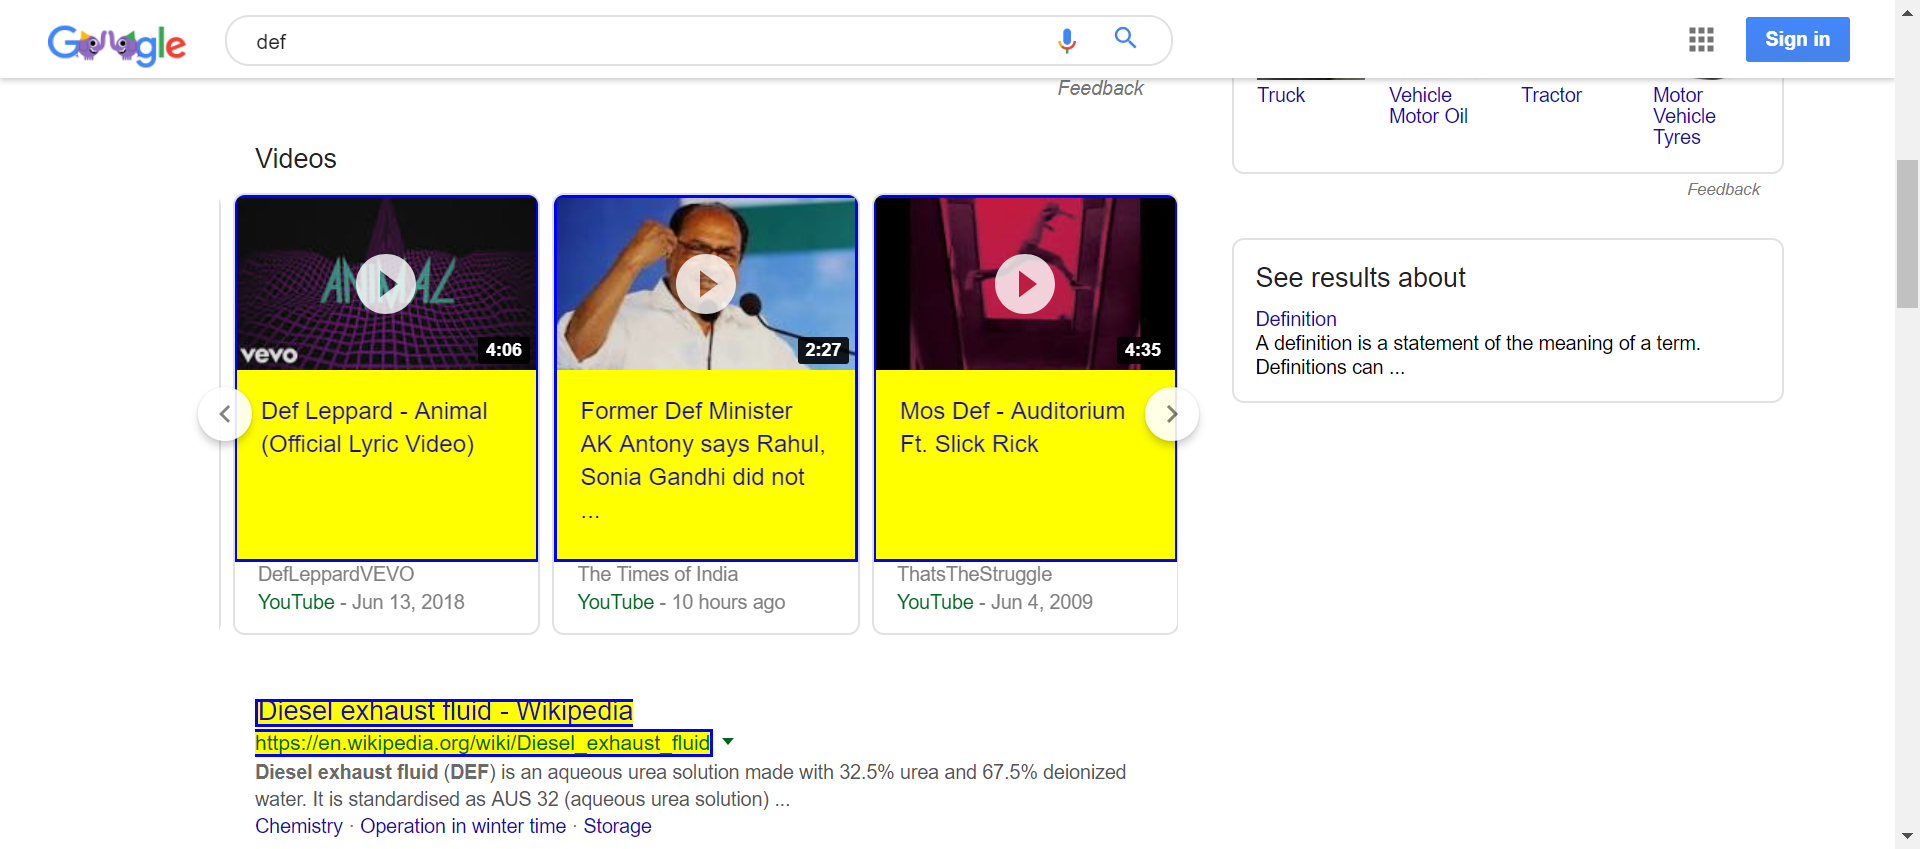 Google
def
Sign in
Feedback
Truck
Vehicle
Motor Oil
Tractor
Motor
Vehicle
Tyres
Feedback
Videos
ANIMAL
vevo
4:06
2:27
4:35
Def Leppard - Animal
(Official Lyric Video)
Former Def Minister
AK Antony says Rahul,
Sonia Gandhi did not
...
Mos Def - Auditorium
Ft. Slick Rick
DefLeppardVEVO
YouTube - Jun 13, 2018
The Times of India
YouTube - 10 hours ago
ThatsTheStruggle
YouTube - Jun 4, 2009
See results about
Definition
A definition is a statement of the meaning of a term.
Definitions can ...
Diesel exhaust fluid - Wikipedia
https://en.wikipedia.org/wiki/Diesel_exhaust_fluid
Diesel exhaust fluid (DEF) is an aqueous urea solution made with 32.5% urea and 67.5% deionized
water. It is standardised as AUS 32 (aqueous urea solution) ...
Chemistry · Operation in winter time · Storage